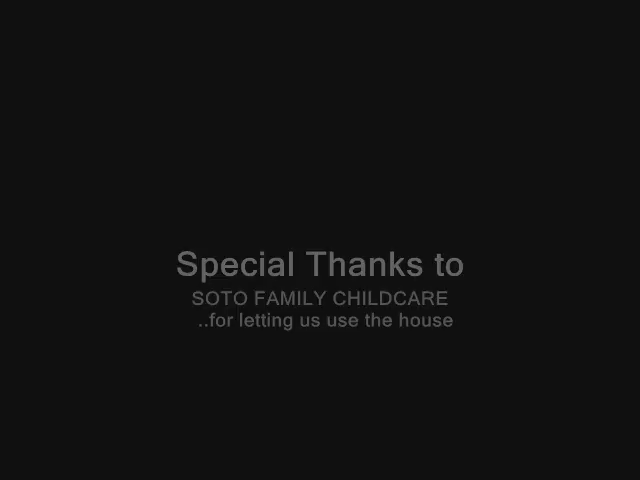 Special Thanks to
SOTO FAMILY CHILDCARE
..for letting us use the house